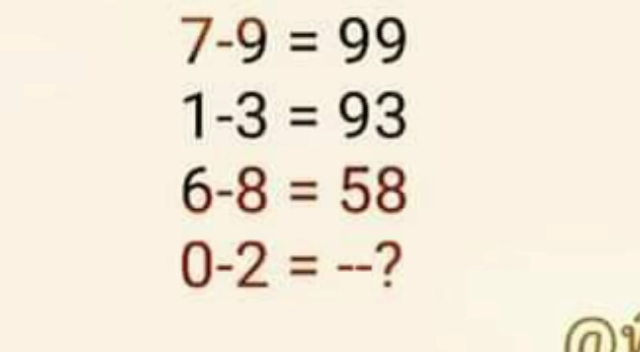 7-9 = 99
1-3 = 93
6-8 = 58
0-2 = --?